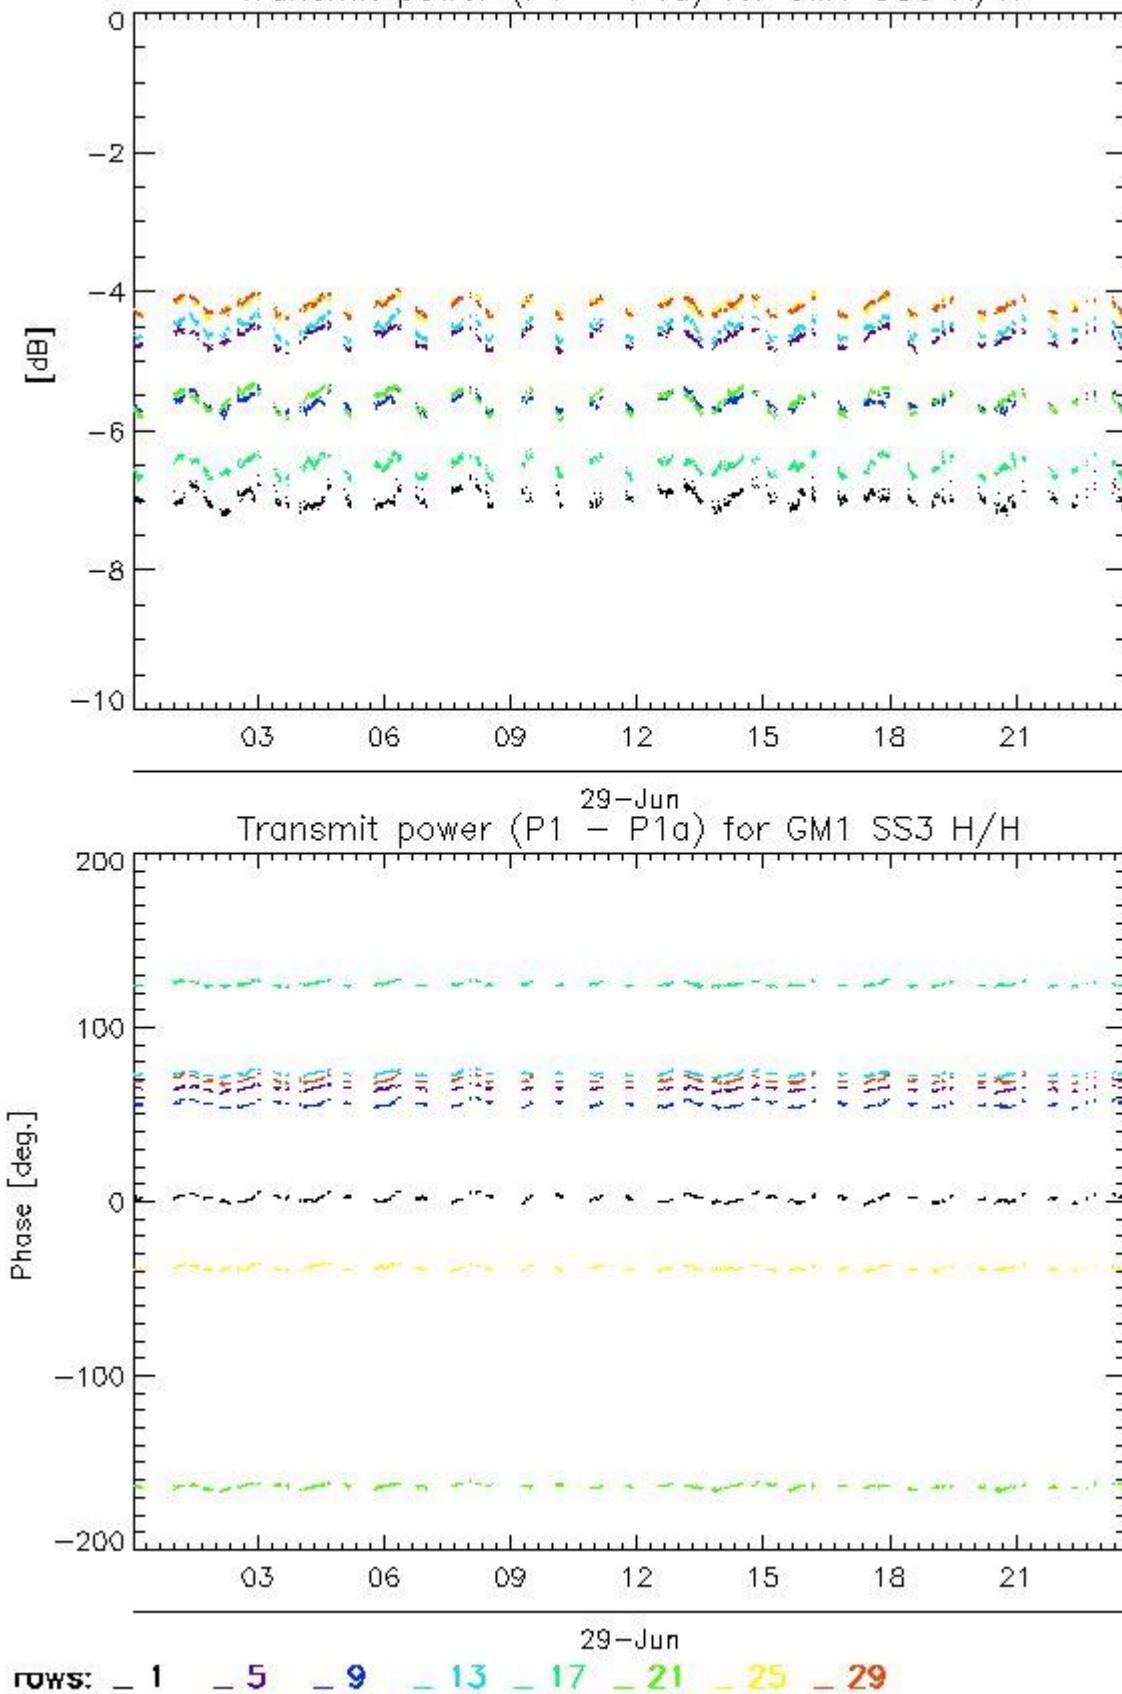 0
−2
−4
[dB]
−6
−8
−10
03 06 09 12 15 18 21
29−Jun
Transmit power (P1 − P1a) for GM1 SS3 H/H
200
100
0
Phase [deg.]
−100
−200
03 06 09 12 15 18 21
29−Jun
rows: _ 1 _ 5 _ 9 _ 13 _ 17 _ 21 _ 25 _ 29